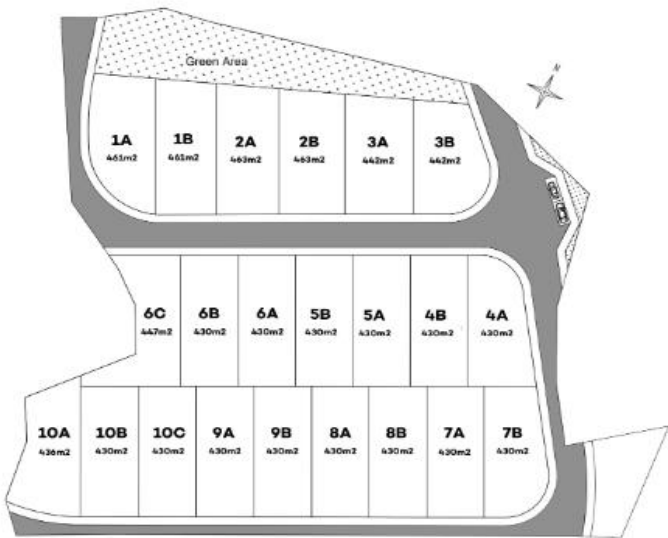 N
Green Area
1A
461m2
1B
461m2
2A
463m2
2B
463m2
3A
442m2
3B
442m2
6C
447m2
6B
430m2
6A
430m2
5B
430m2
5A
430m2
4B
430m2
4A
430m2
10A
436m2
10B
430m2
10C
430m2
9A
430m2
9B
430m2
8A
430m2
8B
430m2
7A
430m2
7B
430m2